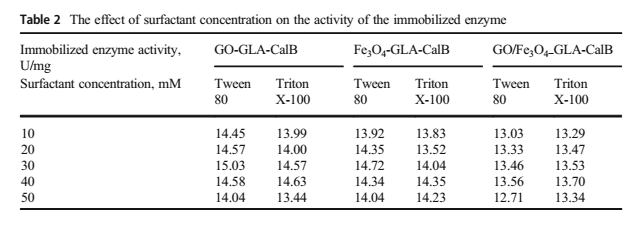 Table 2 The effect of surfactant concentration on the activity of the immobilized enzyme
Immobilized enzyme activity, U/mg GO-GLA-CalB Fe3O4-GLA-CalB GO/Fe3O4-GLA-CalB
Surfactant concentration, mM Tween 80 Triton X-100 Tween 80 Triton X-100 Tween 80 Triton X-100
10 14.45 13.99 13.92 13.83 13.03 13.29
20 14.57 14.00 14.35 13.52 13.33 13.47
30 15.03 14.57 14.72 14.04 13.46 13.53
40 14.58 14.63 14.34 14.35 13.56 13.70
50 14.04 13.44 14.04 14.23 12.71 13.34